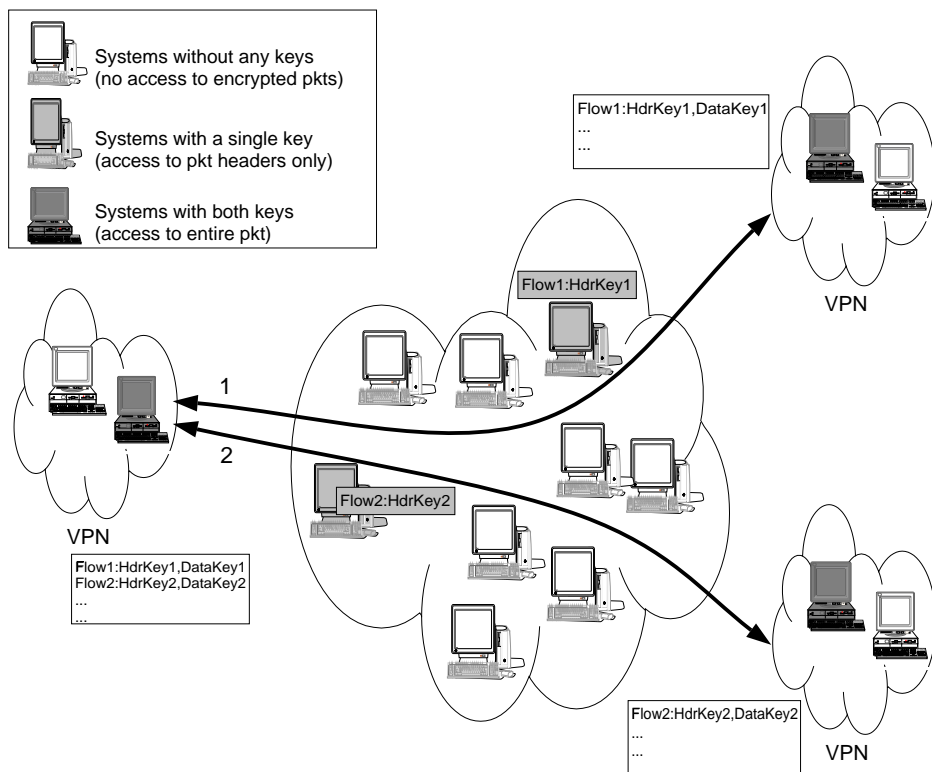 Systems without any keys
(no access to encrypted pkts)
Systems with a single key
(access to pkt headers only)
Systems with both keys
(access to entire pkt)
Flow1:HdrKey1,DataKey1
...
...
VPN
Flow1:HdrKey1
1
2
Flow2:HdrKey2
VPN
Flow1:HdrKey1,DataKey1
Flow2:HdrKey2,DataKey2
...
...
Flow2:HdrKey2,DataKey2
...
...
VPN